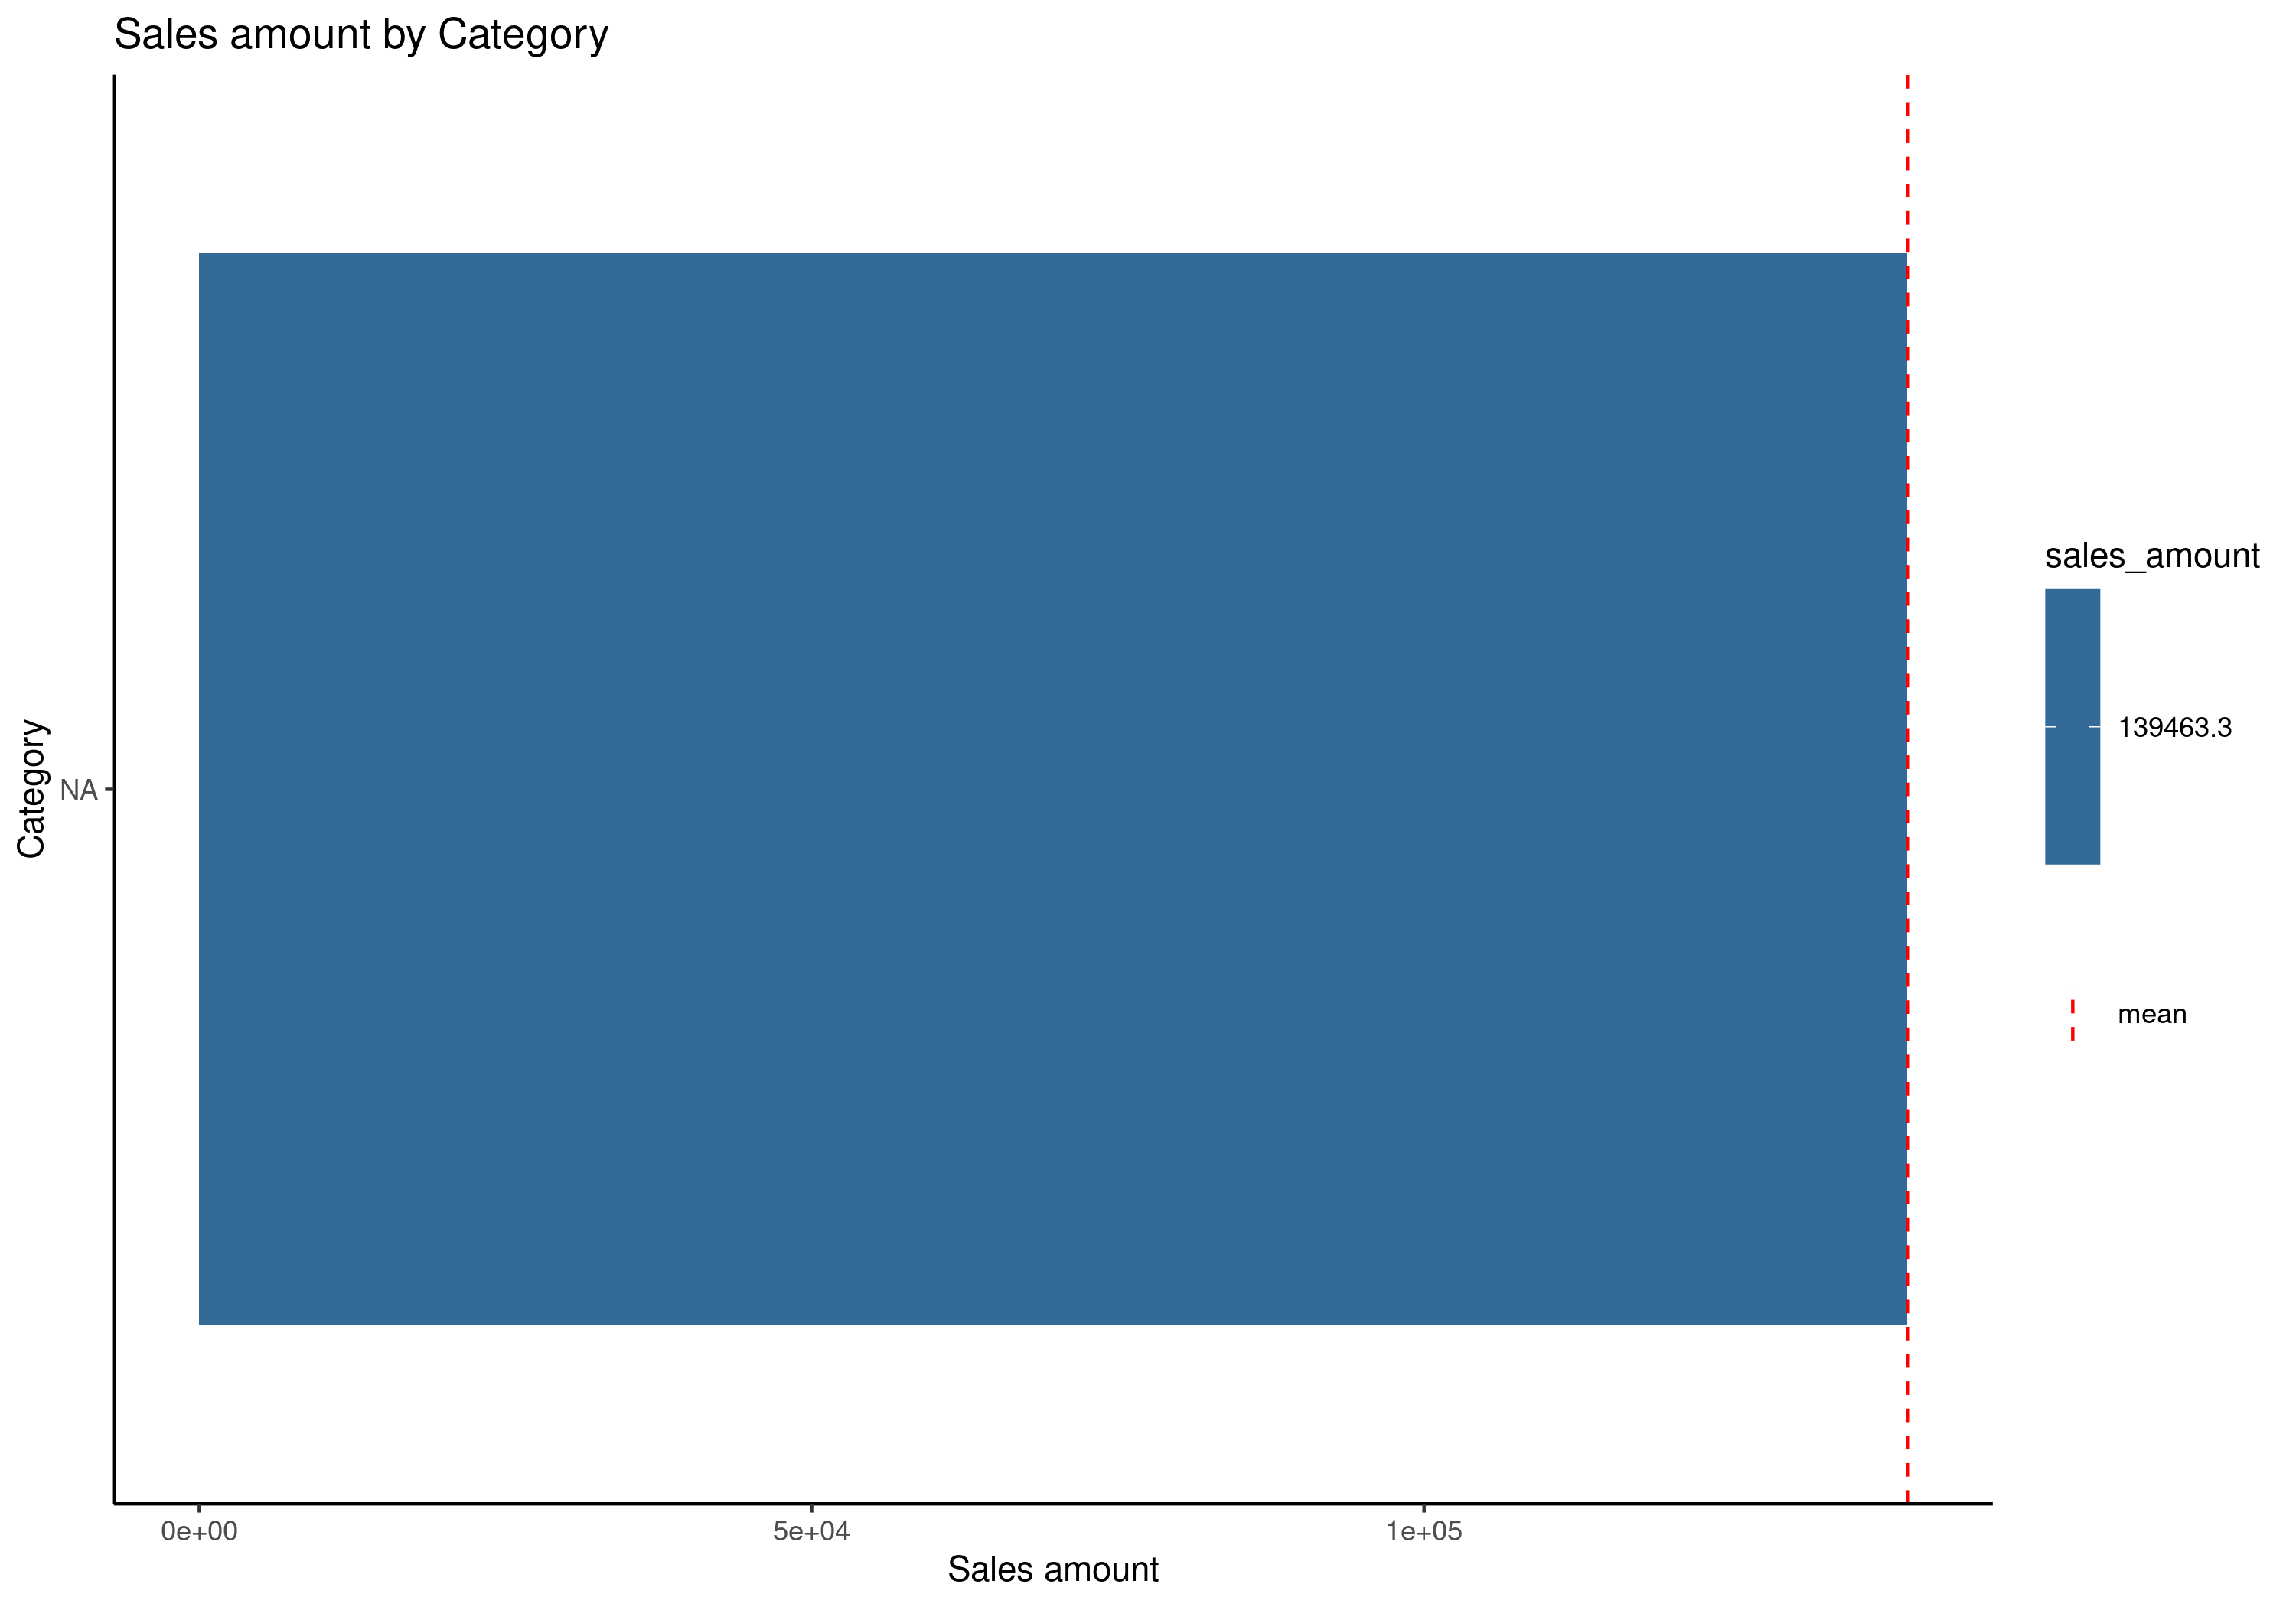 Sales amount by Category
Category
NA
0e+00
5e+04
1e+05
Sales amount
sales_amount
139463.3
mean